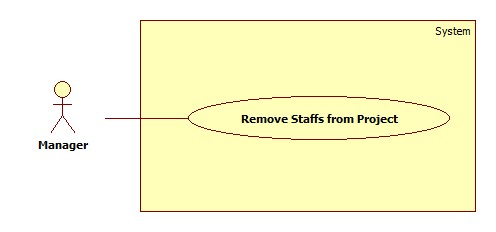 System
Remove Staffs from Project
Manager